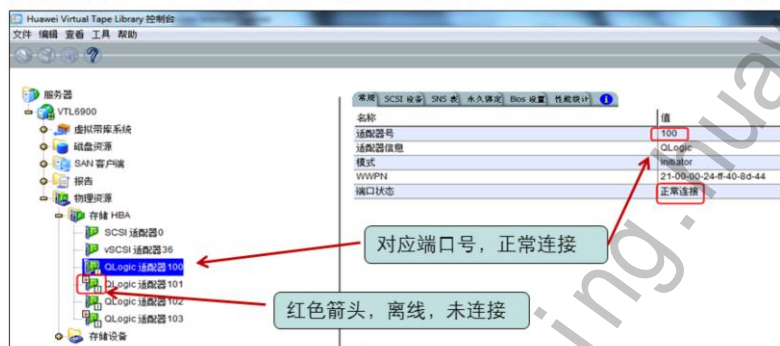 Huawei Virtual Tape Library 控制台
文件 编辑 查看 工具 帮助
服务器
VTL6900
虚拟带库系统
磁盘资源
SAN 客户端
报告
物理资源
存储 HBA
SCSI 适配器0
vSCSI 适配器36
QLogic 适配器100
QLogic 适配器101
QLogic 适配器102
QLogic 适配器103
存储设备
常规 SCSI 设备 SNS 表 永久绑定 Bios 设置 性能统计
名称 值
适配器号 100
适配器信息 QLogic
模式 initiator
WWPN 21-00-00-24-ff-40-8d-44
端口状态 正常连接
对应端口号，正常连接
红色箭头，离线，未连接